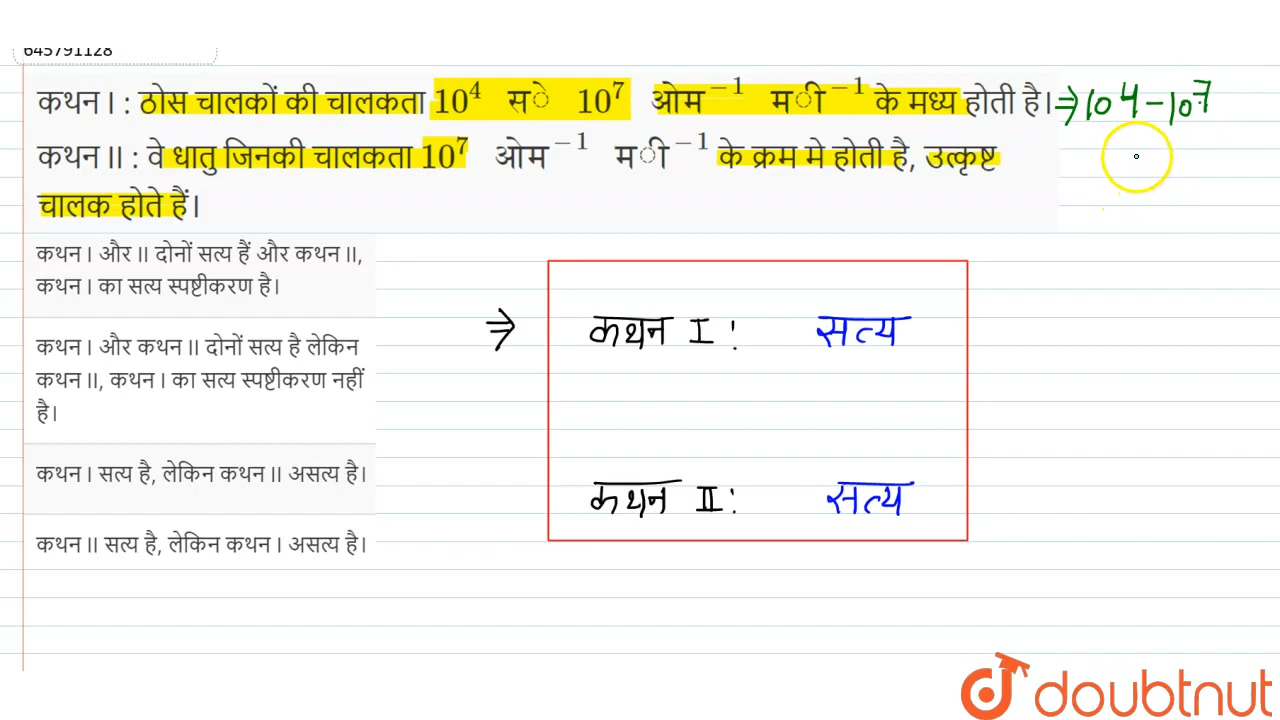 645791128
कथन I : ठोस चालकों की चालकता 10⁴ स‌े 10⁷ ओम⁻¹ म‌ी⁻¹ के मध्य होती है। ⇒ 10⁴ - 10⁷
कथन II : वे धातु जिनकी चालकता 10⁷ ओम⁻¹ म‌ी⁻¹ के क्रम मे होती है, उत्कृष्ट
चालक होते हैं।
कथन I और II दोनों सत्य हैं और कथन II,
कथन I का सत्य स्पष्टीकरण है।
कथन I और कथन II दोनों सत्य है लेकिन
कथन II, कथन I का सत्य स्पष्टीकरण नहीं
है।
कथन I सत्य है, लेकिन कथन II असत्य है।
कथन II सत्य है, लेकिन कथन I असत्य है।
⇒ कथन I : सत्य
कथन II : सत्य
doubtnut